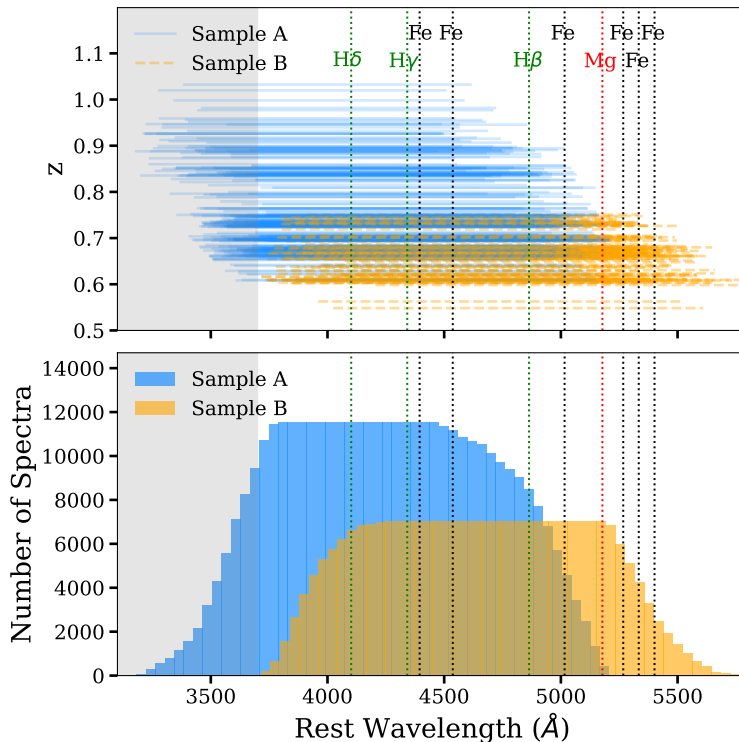 Sample A
Sample B
Fe Fe Fe Fe Fe
Hδ Hγ Hβ Mg Fe
1.1
1.0
0.9
0.8
0.7
0.6
0.5
z
Sample A
Sample B
14000
12000
10000
8000
6000
4000
2000
0
Number of Spectra
3500 4000 4500 5000 5500
Rest Wavelength (Å)